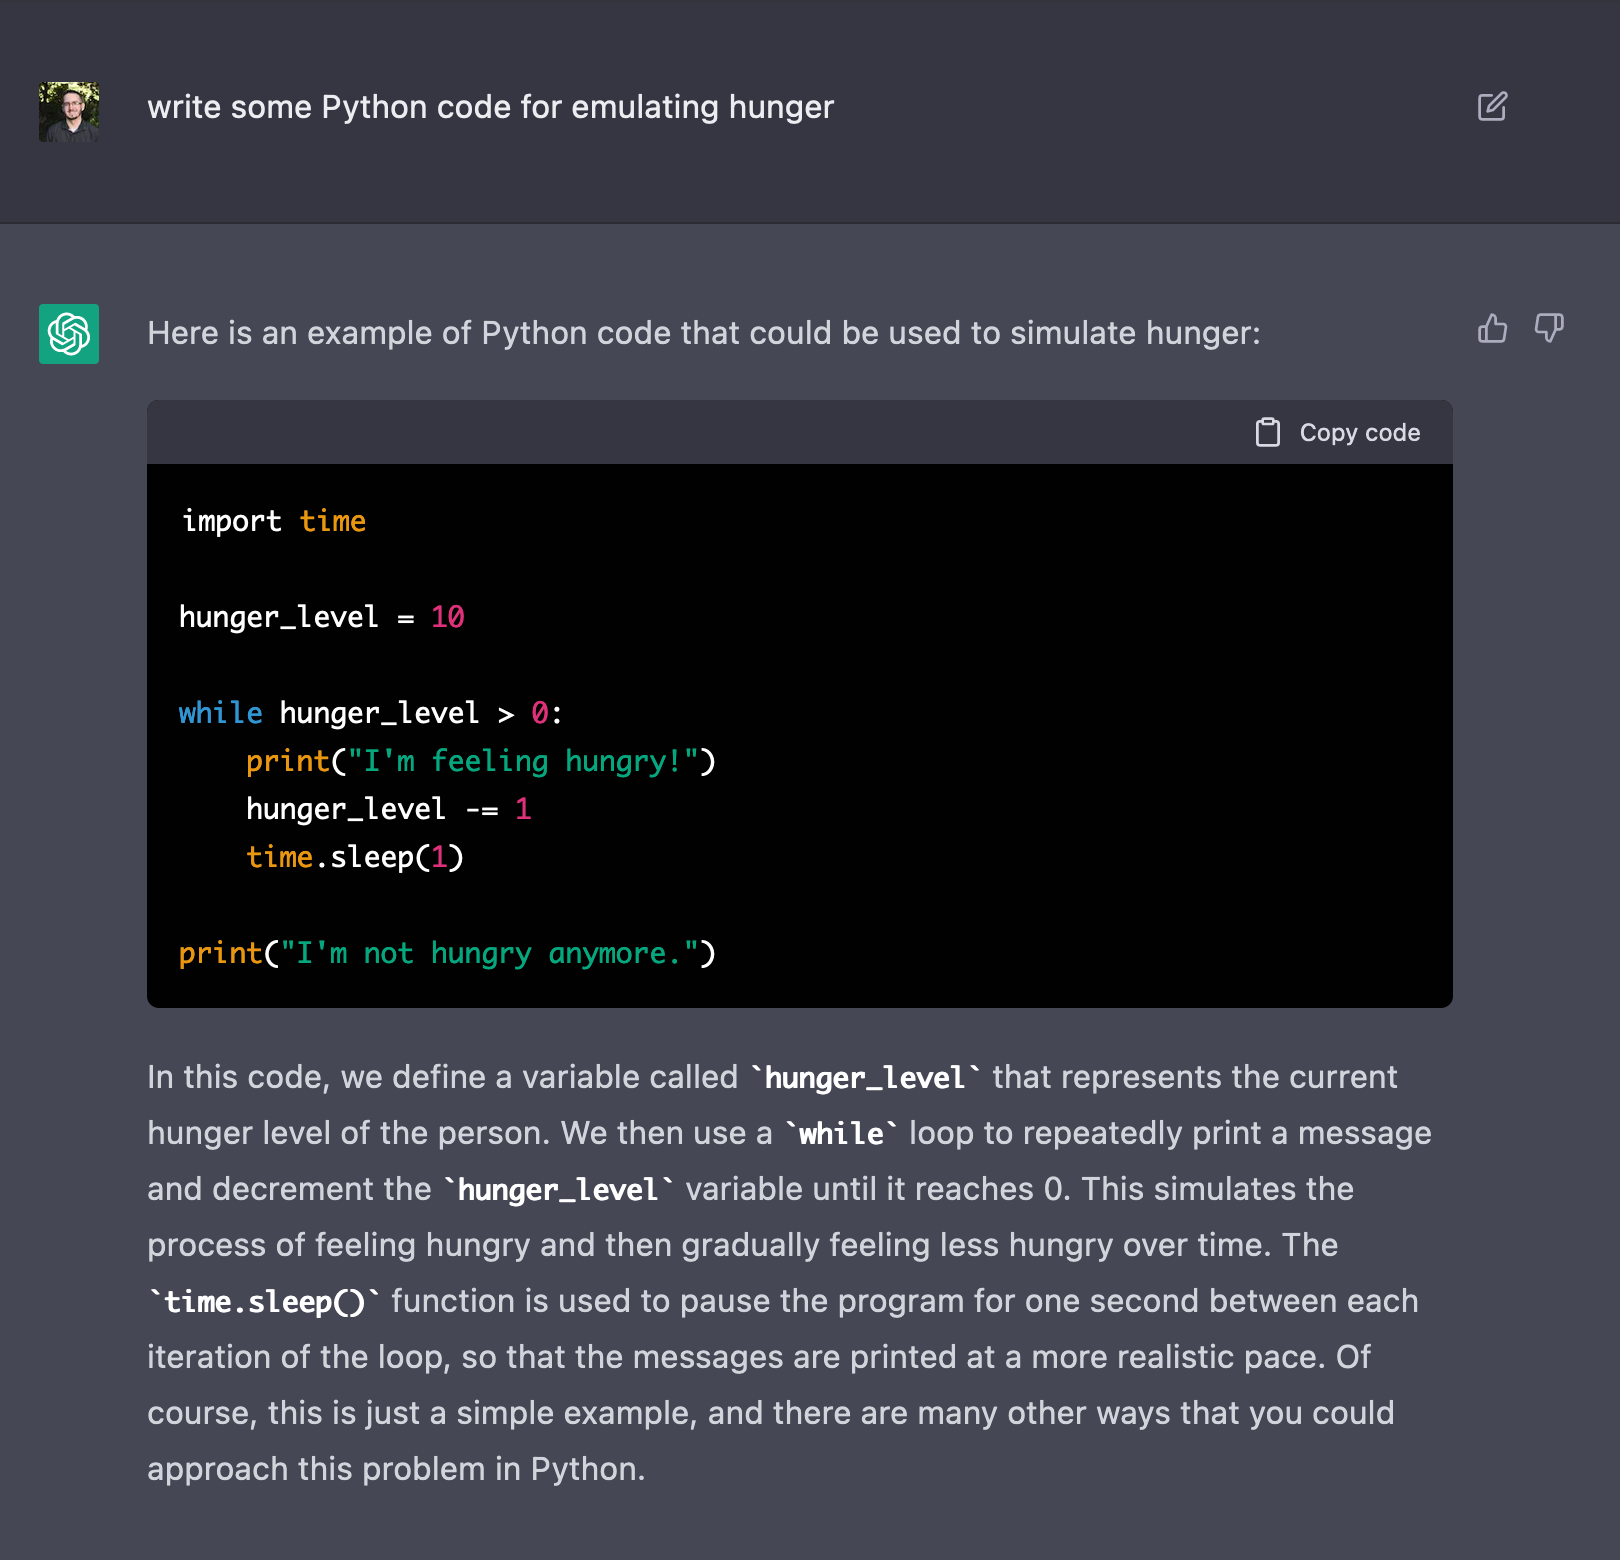 write some Python code for emulating hunger
Here is an example of Python code that could be used to simulate hunger:
Copy code
import time
hunger_level = 10
while hunger_level > 0:
    print("I'm feeling hungry!")
    hunger_level -= 1
    time.sleep(1)
print("I'm not hungry anymore.")
In this code, we define a variable called `hunger_level` that represents the current
hunger level of the person. We then use a `while` loop to repeatedly print a message
and decrement the `hunger_level` variable until it reaches 0. This simulates the
process of feeling hungry and then gradually feeling less hungry over time. The
`time.sleep()` function is used to pause the program for one second between each
iteration of the loop, so that the messages are printed at a more realistic pace. Of
course, this is just a simple example, and there are many other ways that you could
approach this problem in Python.